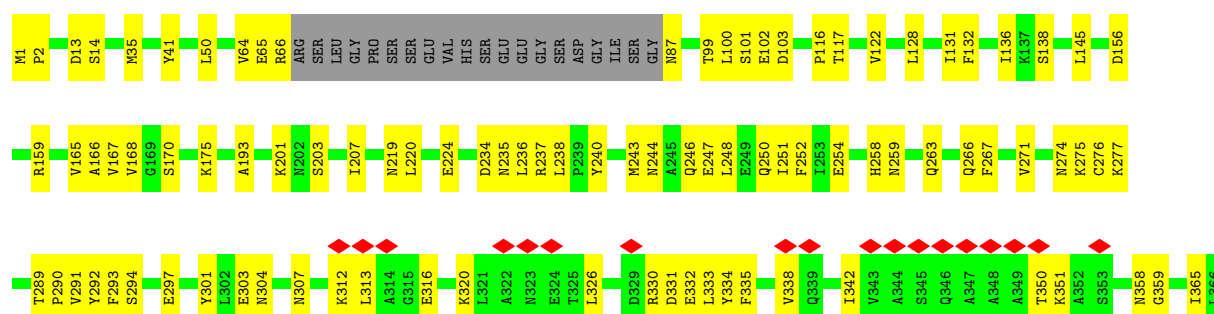 M1 P2 D13 S14 M35 Y41 L50 V64 E65 R66 ARG SER LEU GLY PRO SER SER GLU VAL HIS SER GLU GLU GLY SER ASP GLY ILE SER GLY N87 T99 L100 S101 E102 D103 P116 T117 V122 L128 I131 F132 I136 K137 S138 L145 D156
R159 V165 A166 V167 V168 G169 S170 K175 A193 K201 N202 S203 I207 N219 L220 E224 D234 N235 L236 R237 L238 P239 Y240 M243 N244 A245 Q246 E247 L248 E249 Q250 I251 F252 I253 E254 H258 N259 Q263 Q266 F267 V271 N274 K275 C276 K277
T289 P290 V291 Y292 F293 S294 E297 Y301 L302 E303 N304 N307 K312 L313 A314 G315 E316 K320 L321 A322 N323 E324 T325 L326 D329 R330 D331 E332 L333 Y334 F335 V338 Q339 I342 V343 A344 S345 Q346 A347 A348 A349 T350 K351 A352 S353 N358 G359 I365 L366